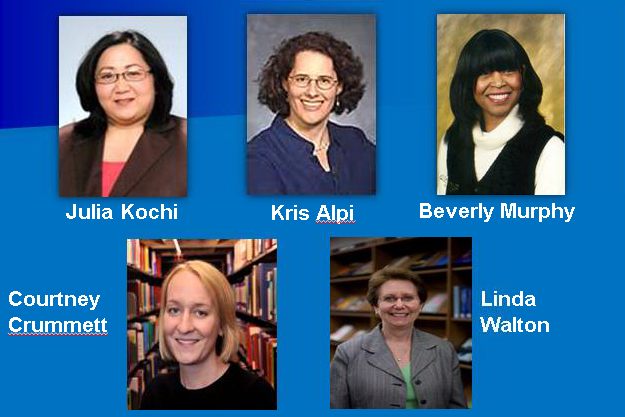 Julia Kochi
Kris Alpi
Beverly Murphy
Courtney
Crummett
Linda
Walton